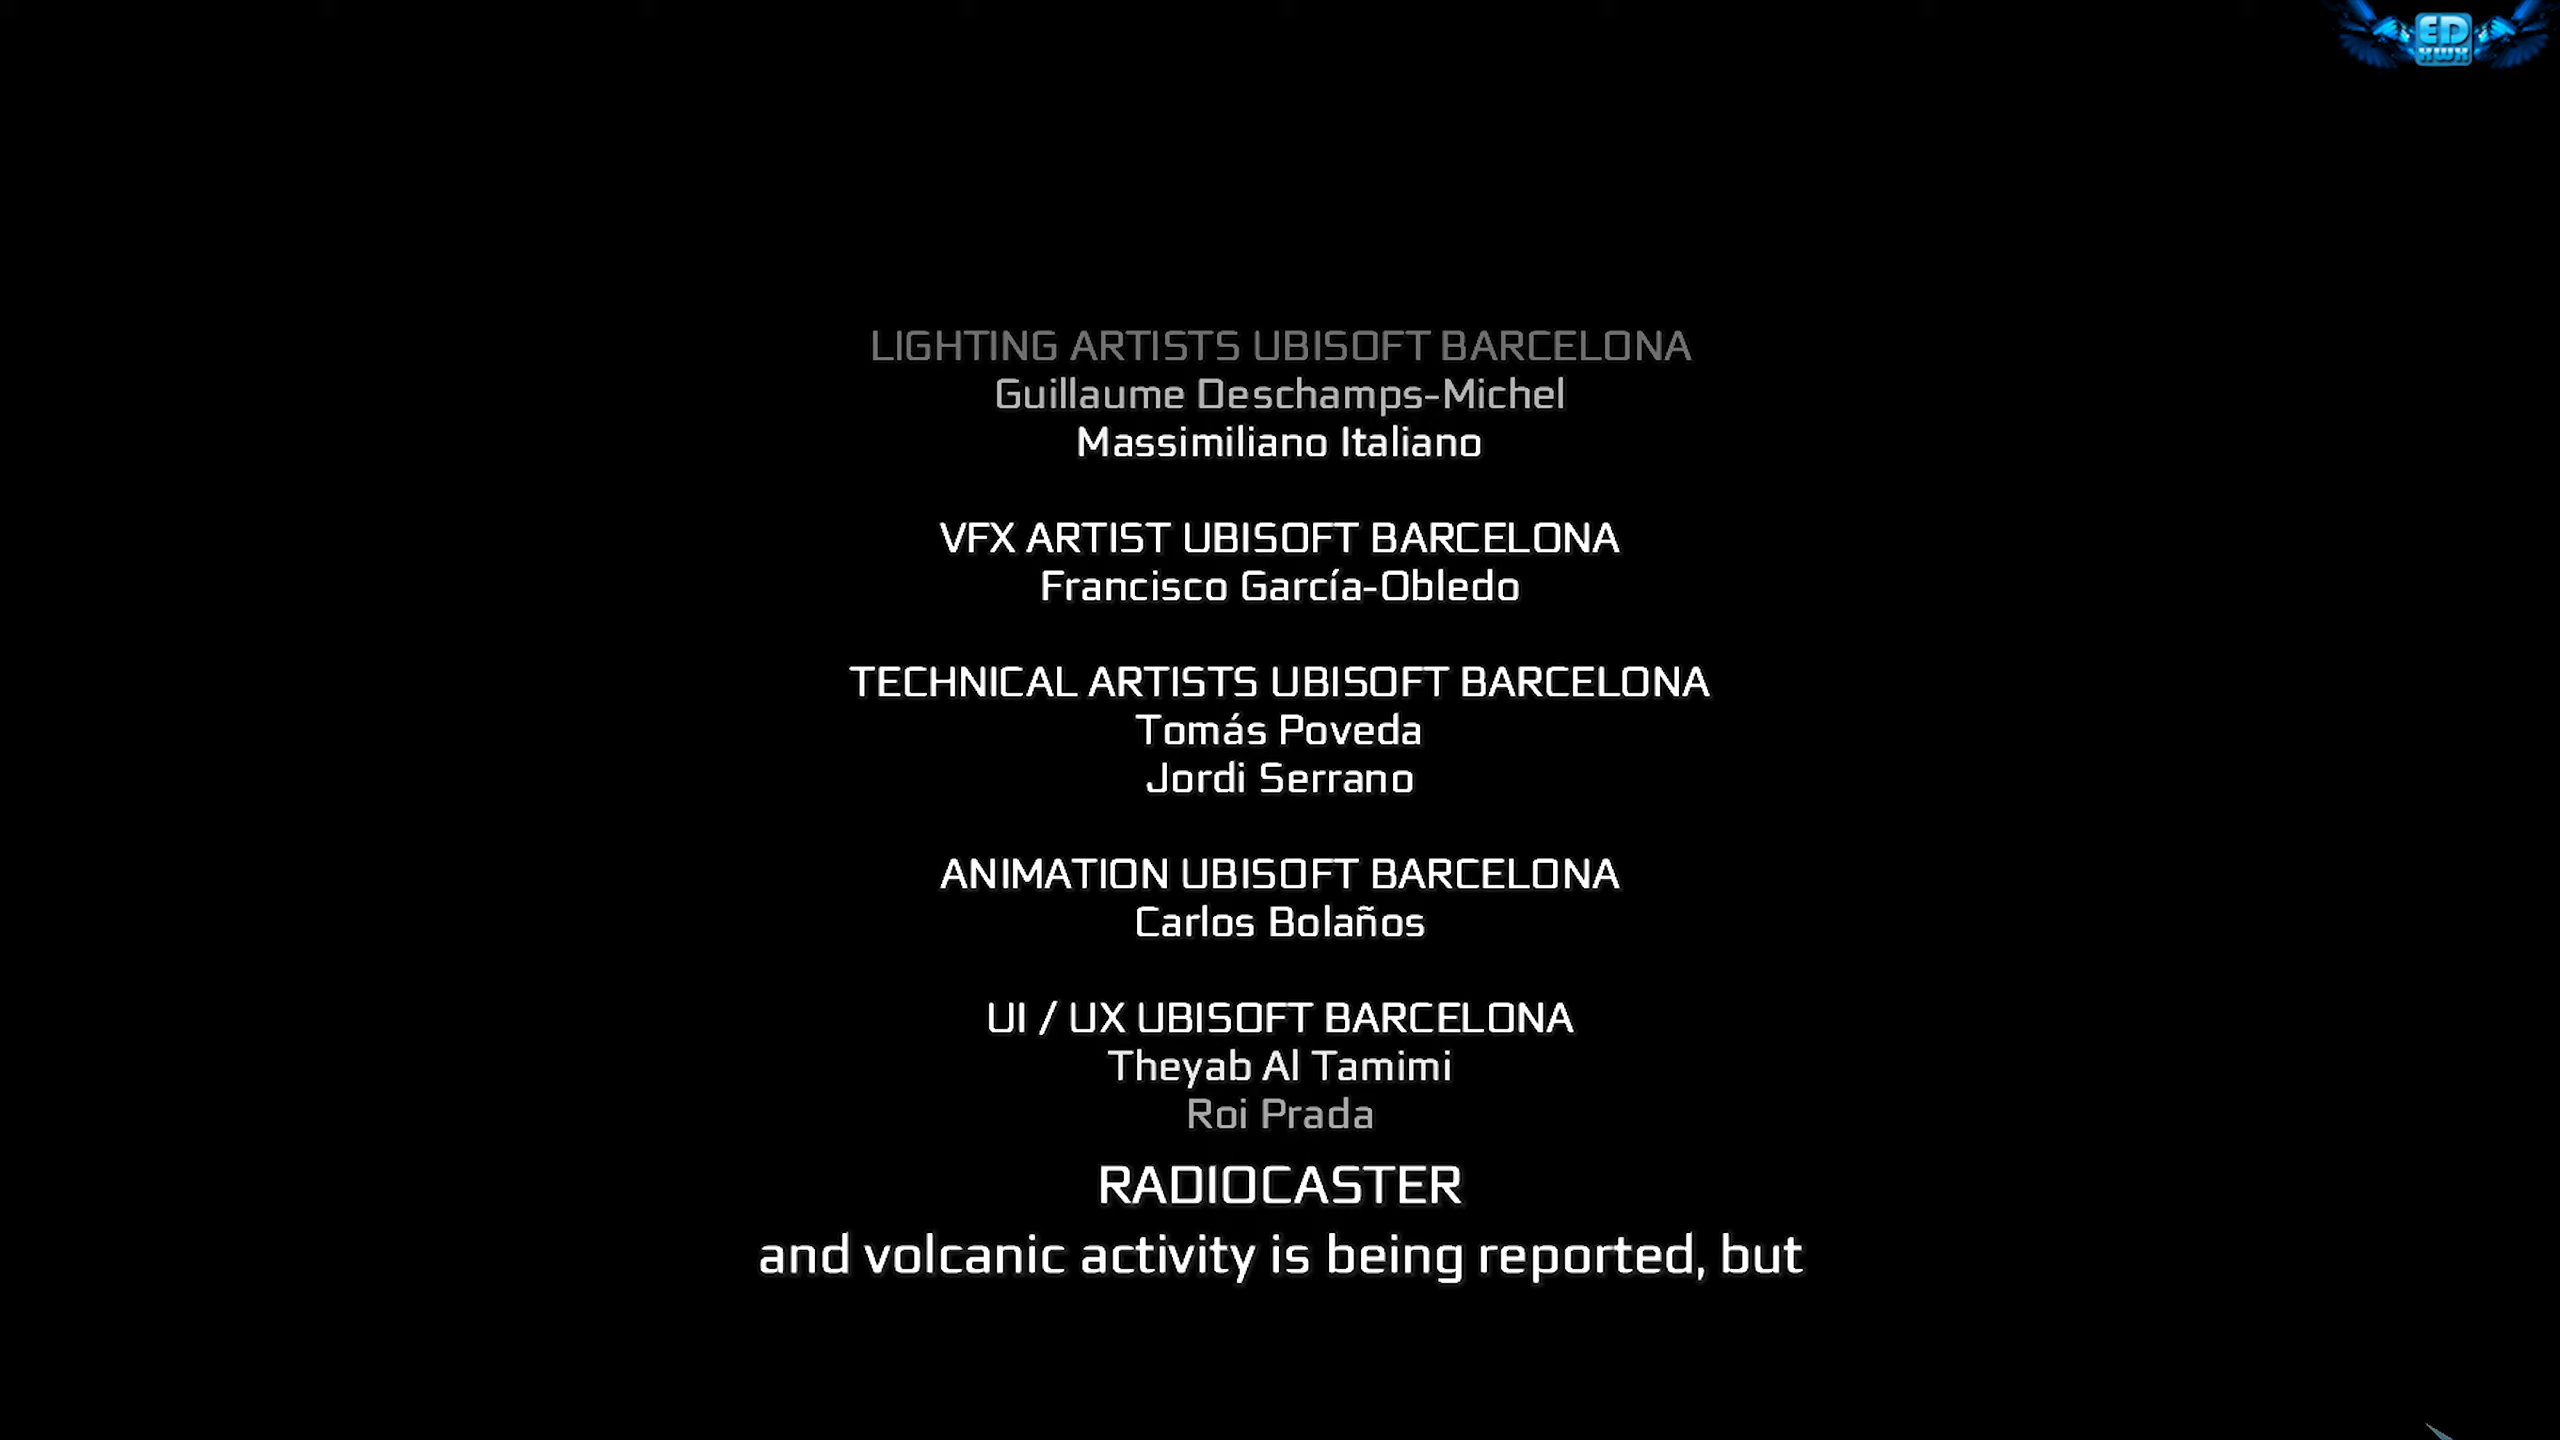 ED
KWK
LIGHTING ARTISTS UBISOFT BARCELONA
Guillaume Deschamps-Michel
Massimiliano Italiano
VFX ARTIST UBISOFT BARCELONA
Francisco García-Obledo
TECHNICAL ARTISTS UBISOFT BARCELONA
Tomás Poveda
Jordi Serrano
ANIMATION UBISOFT BARCELONA
Carlos Bolaños
UI / UX UBISOFT BARCELONA
Theyab Al Tamimi
Roi Prada
RADIOCASTER
and volcanic activity is being reported, but